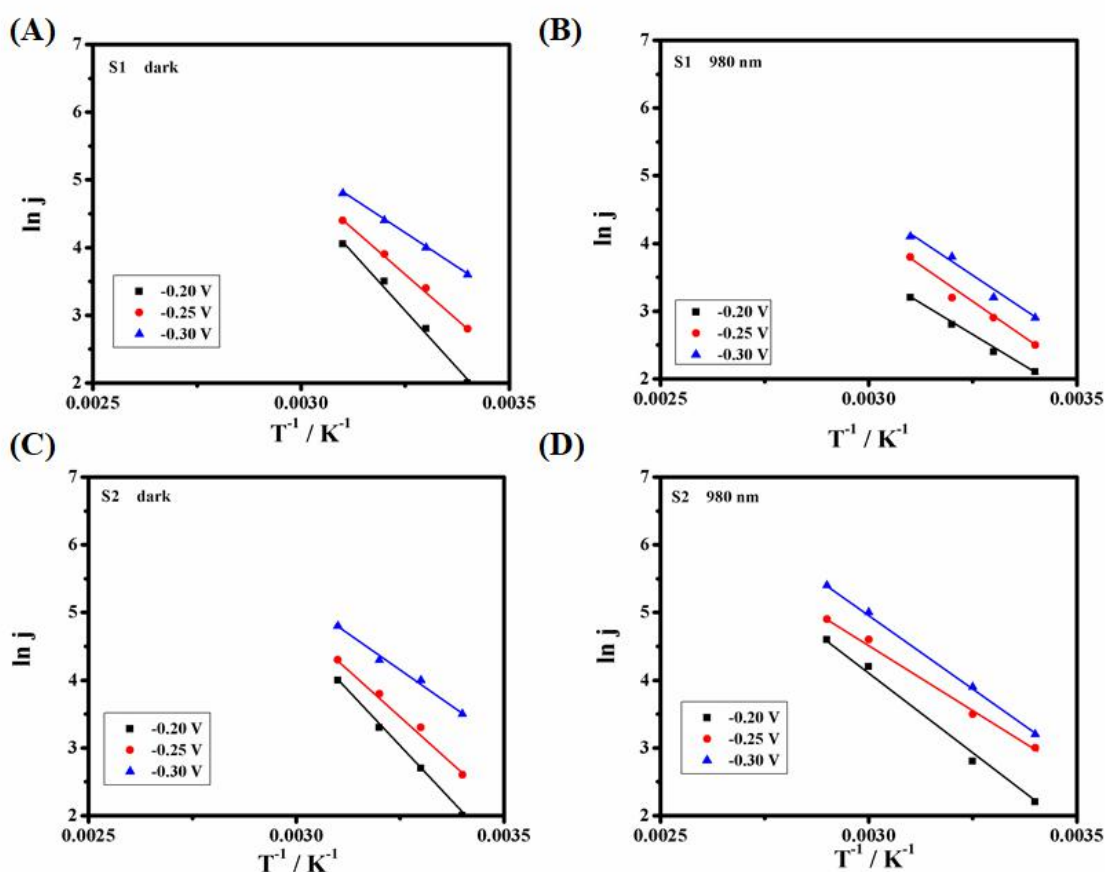 (A)
S1 dark
7
6
5
4
3
2
ln j
-0.20 V
-0.25 V
-0.30 V
0.0025
0.0030
0.0035
T⁻¹ / K⁻¹
(B)
S1 980 nm
7
6
5
4
3
2
ln j
-0.20 V
-0.25 V
-0.30 V
0.0025
0.0030
0.0035
T⁻¹ / K⁻¹
(C)
S2 dark
7
6
5
4
3
2
ln j
-0.20 V
-0.25 V
-0.30 V
0.0025
0.0030
0.0035
T⁻¹ / K⁻¹
(D)
S2 980 nm
7
6
5
4
3
2
ln j
-0.20 V
-0.25 V
-0.30 V
0.0025
0.0030
0.0035
T⁻¹ / K⁻¹